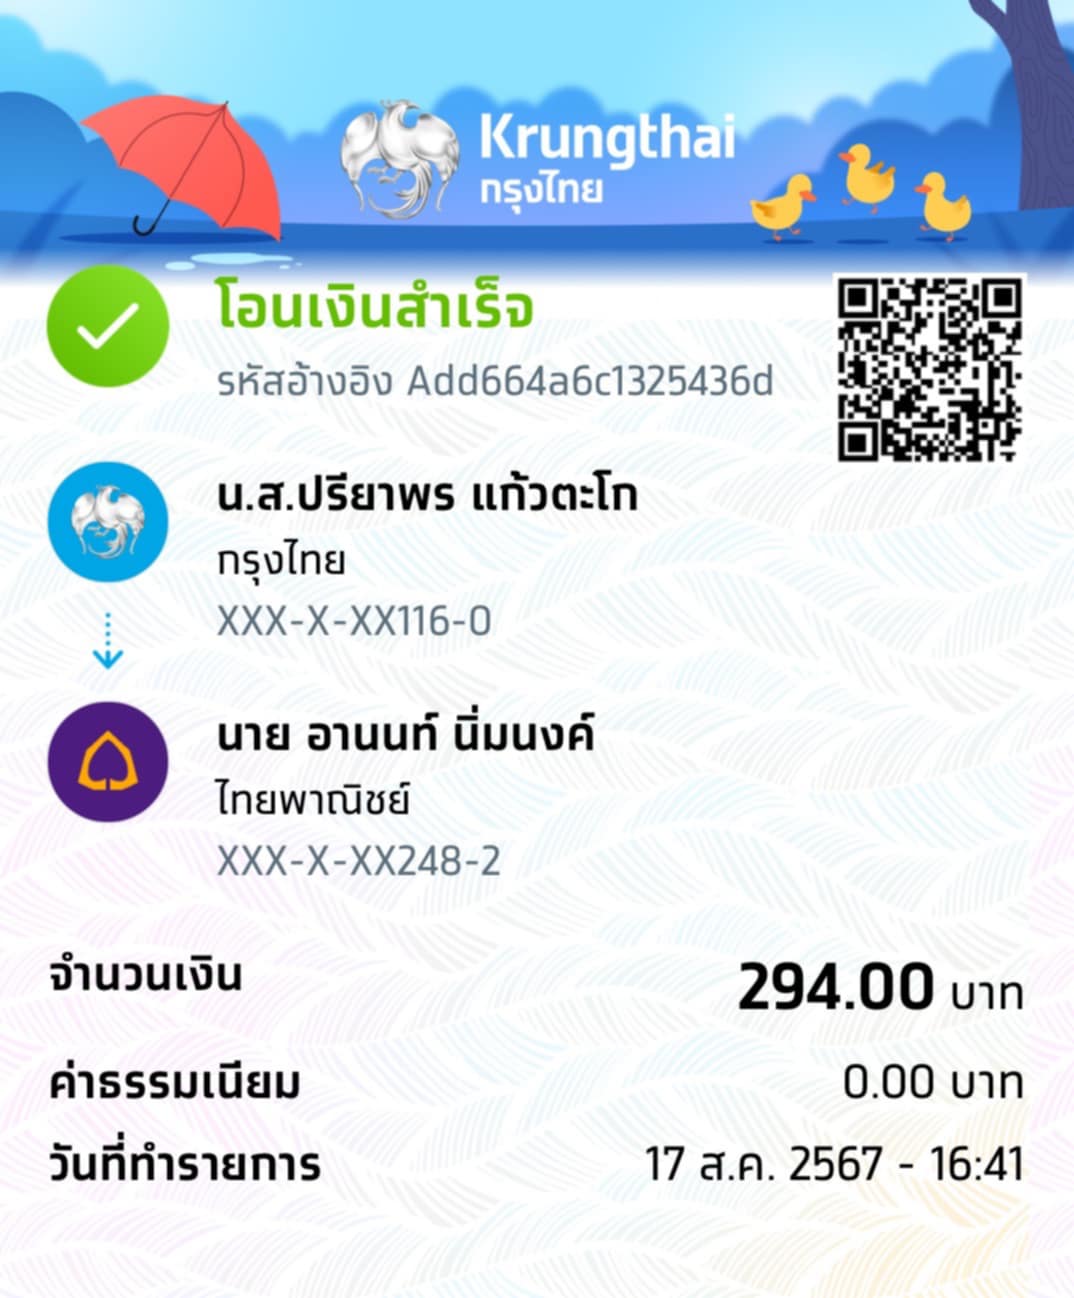 Krungthai
กรุงไทย
โอนเงินสำเร็จ
รหัสอ้างอิง Add664a6c1325436d
น.ส.ปรียาพร แก้วตะโก
กรุงไทย
XXX-X-XX116-0
นาย อานนท์ นิ่มนงค์
ไทยพาณิชย์
XXX-X-XX248-2
จำนวนเงิน 294.00 บาท
ค่าธรรมเนียม 0.00 บาท
วันที่ทำรายการ 17 ส.ค. 2567 - 16:41